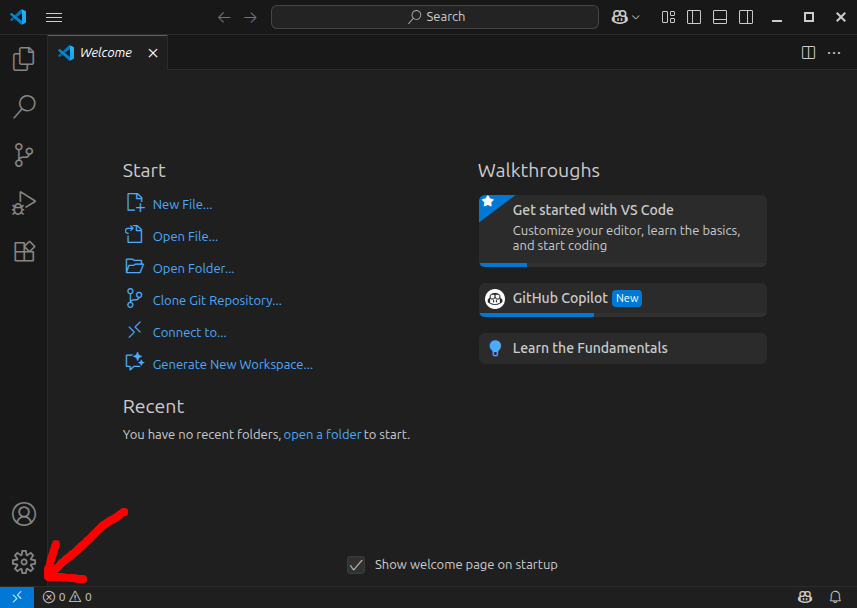 Search
Welcome
Start
New File...
Open File...
Open Folder...
Clone Git Repository...
Connect to...
Generate New Workspace...
Recent
You have no recent folders, open a folder to start.
Walkthroughs
Get started with VS Code
Customize your editor, learn the basics,
and start coding
GitHub Copilot New
Learn the Fundamentals
Show welcome page on startup
0 0